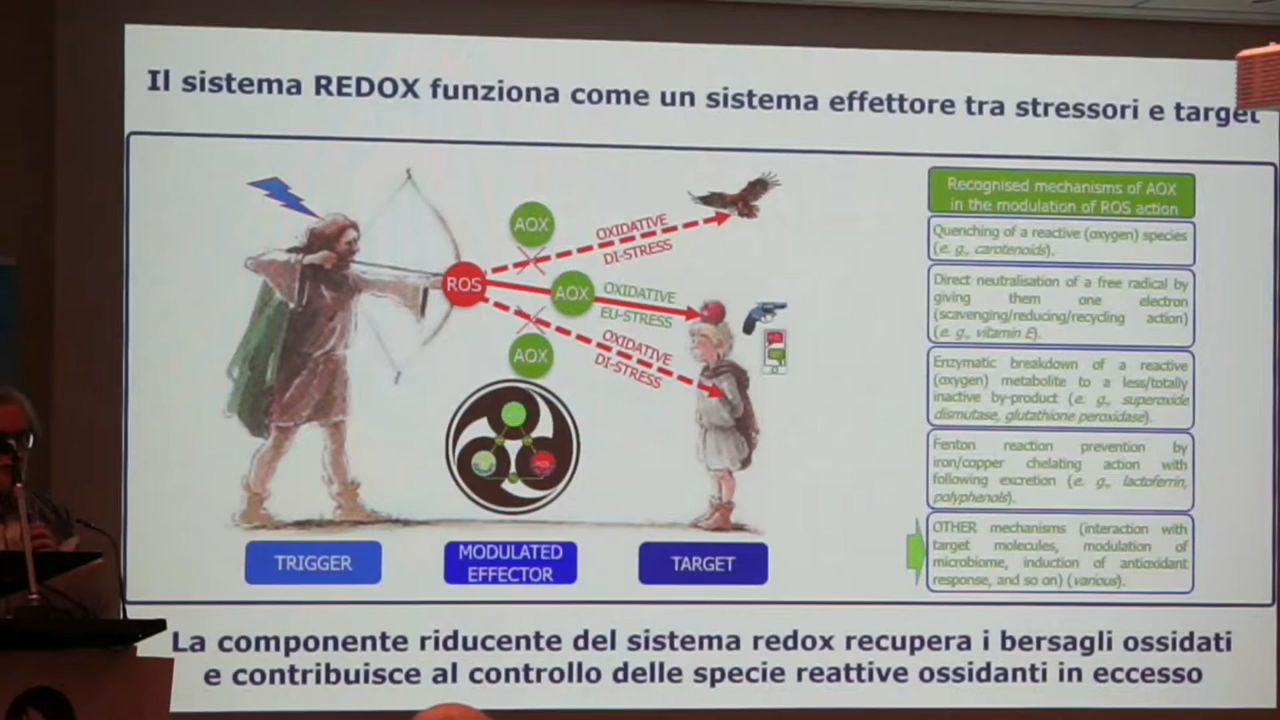 Il sistema REDOX funziona come un sistema effettore tra stressori e target
AOX
OXIDATIVE
DI-STRESS
ROS
AOX
OXIDATIVE
EU-STRESS
AOX
OXIDATIVE
DI-STRESS
TRIGGER
MODULATED
EFFECTOR
TARGET
Recognised mechanisms of AOX
in the modulation of ROS action
Quenching of a reactive (oxygen) species
(e. g., carotenoids).
Direct neutralisation of a free radical by
giving them one electron
(scavenging/reducing/recycling action)
(e. g., vitamin E).
Enzymatic breakdown of a reactive
(oxygen) metabolite to a less/totally
inactive by-product (e. g., superoxide
dismutase, glutathione peroxidase).
Fenton reaction prevention by
iron/copper chelating action with
following excretion (e. g., lactoferrin,
polyphenols).
OTHER mechanisms (interaction with
target molecules, modulation of
microbiome, induction of antioxidant
response, and so on) (various).
La componente riducente del sistema redox recupera i bersagli ossidati
e contribuisce al controllo delle specie reattive ossidanti in eccesso